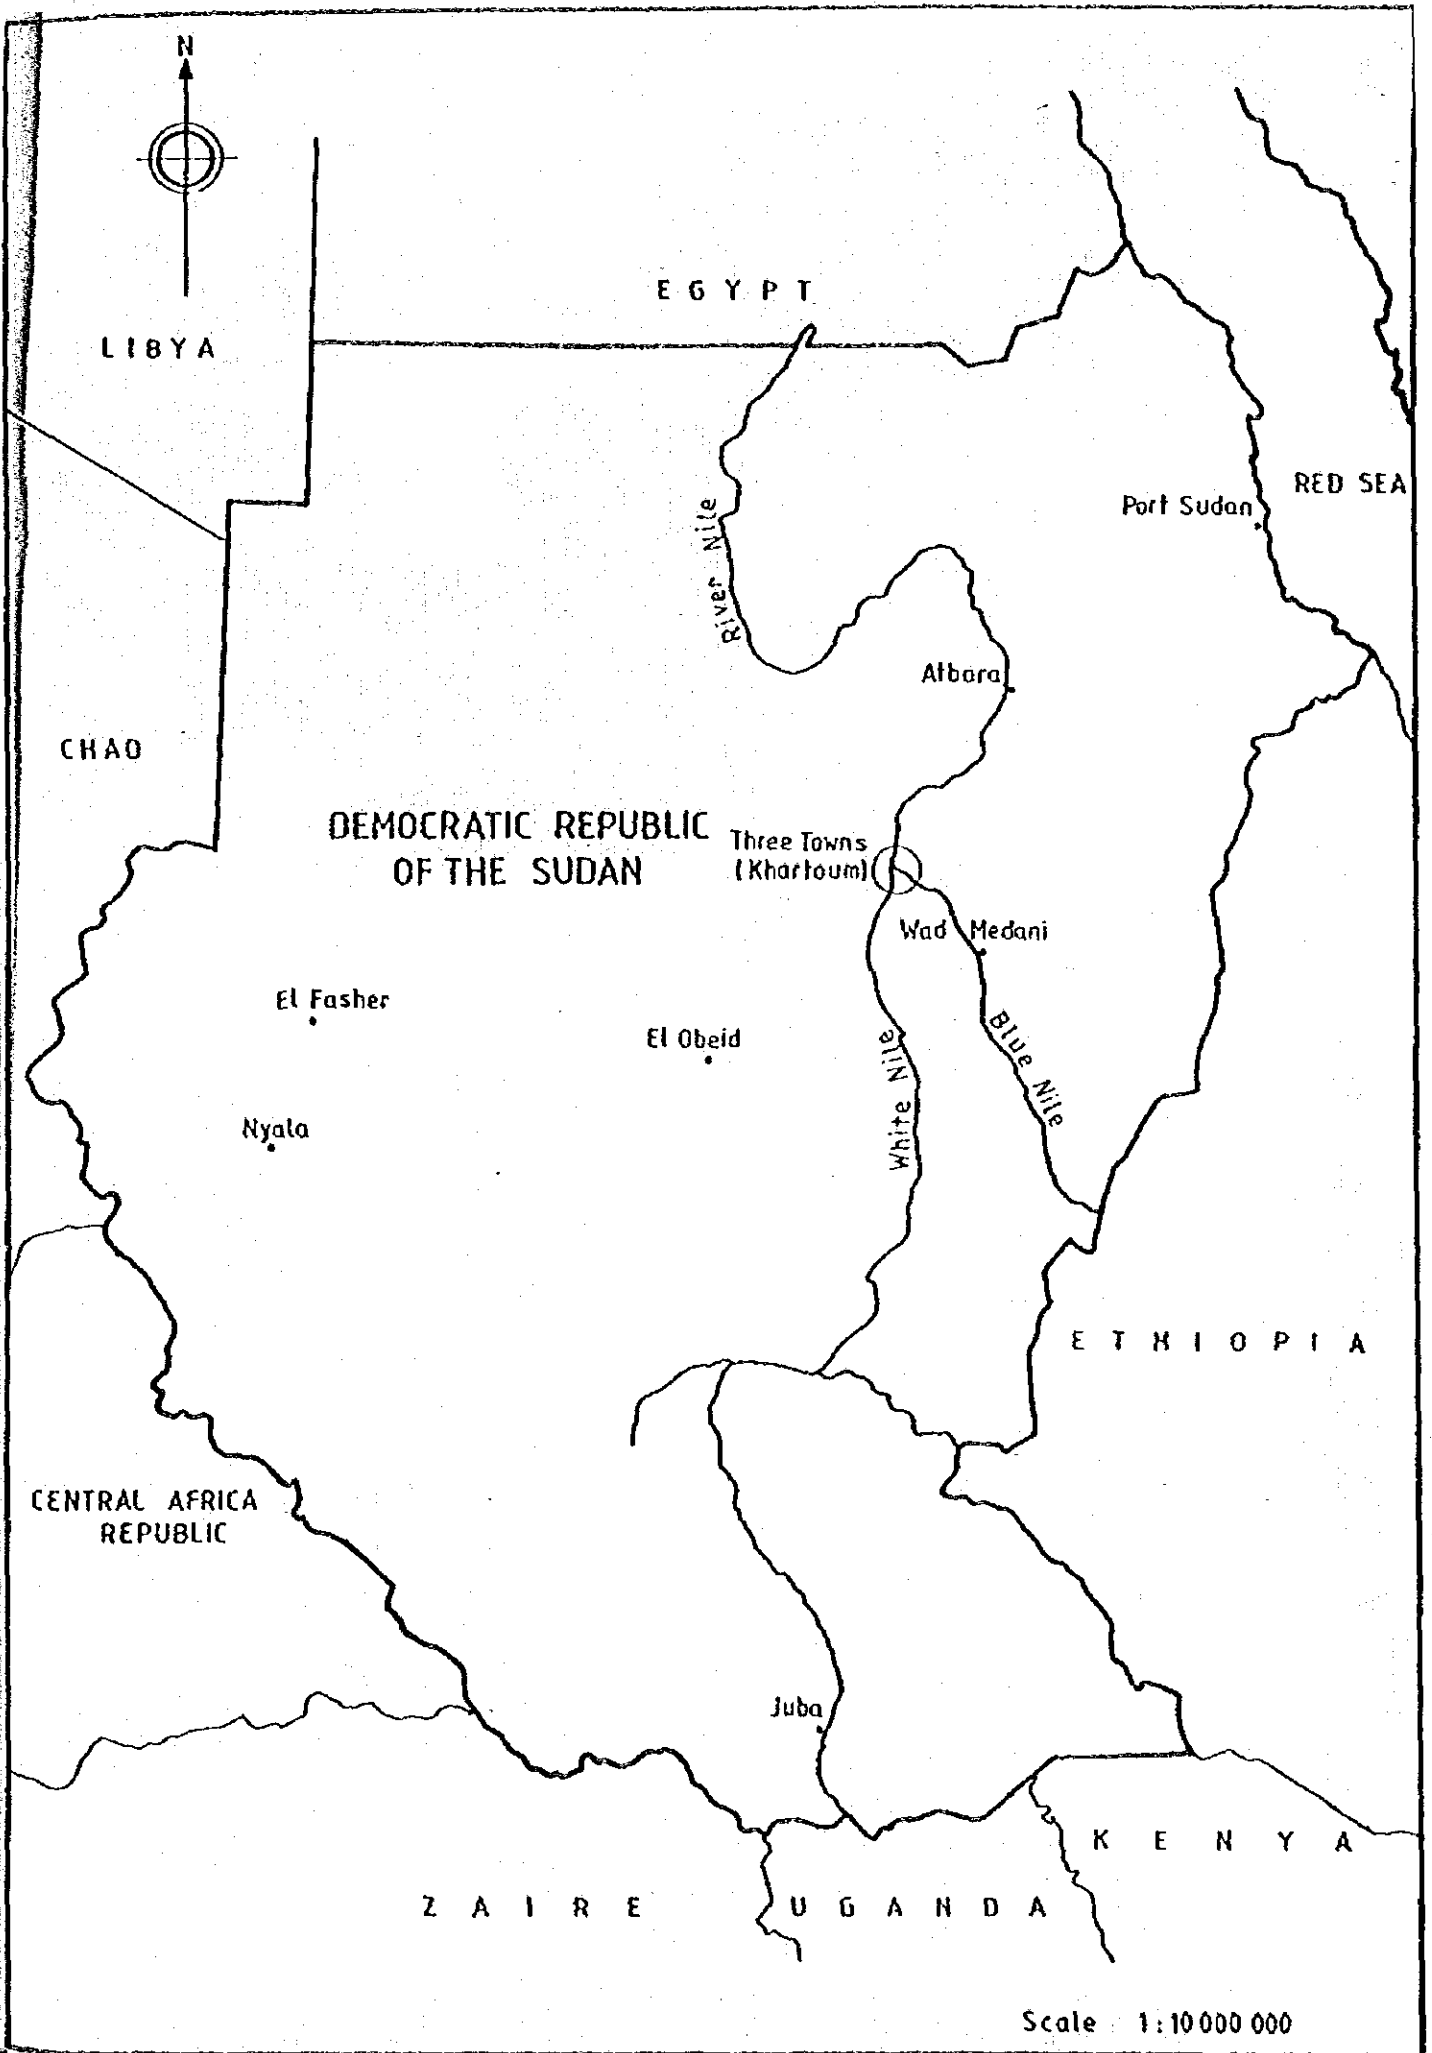 N
EGYPT
LIBYA
RED SEA
Port Sudan
River Nile
Atbara
CHAD
DEMOCRATIC REPUBLIC
OF THE SUDAN
Three Towns
(Khartoum)
Wad Medani
El Fasher
El Obeid
Blue Nile
White Nile
Nyala
ETHIOPIA
CENTRAL AFRICA
REPUBLIC
Juba
KENYA
ZAIRE
UGANDA
Scale 1:10 000 000